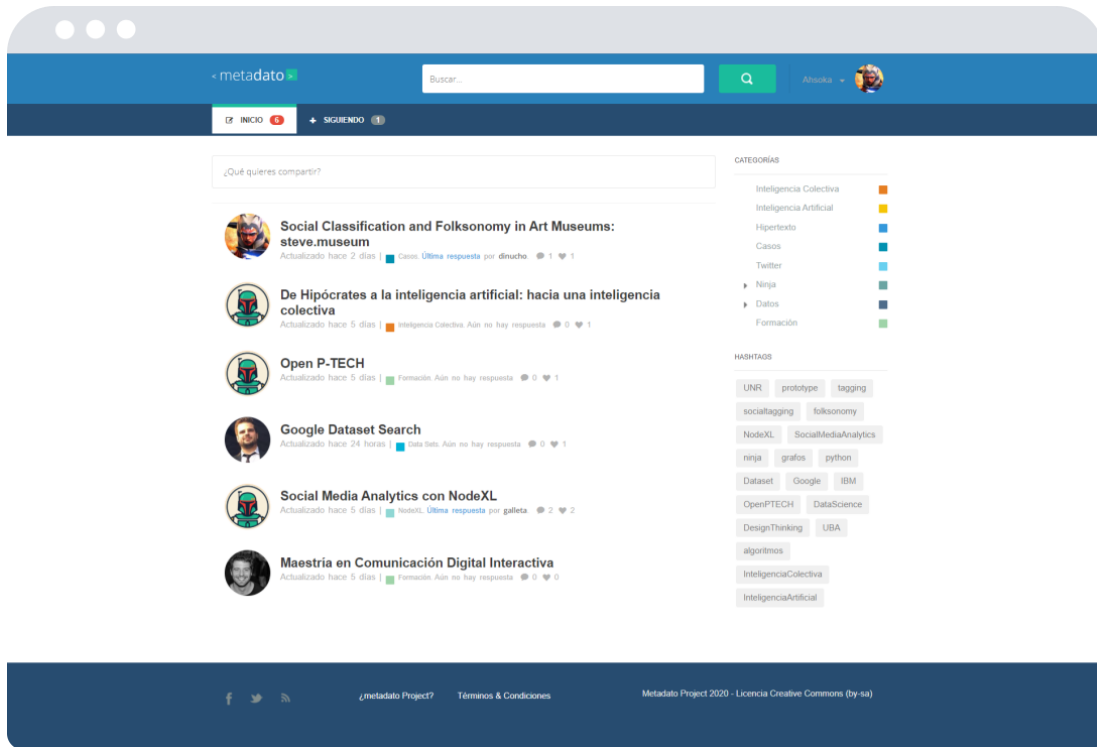 <metadato>
Buscar...
Ahsoka
INICIO 6
SIGUIENDO 1
¿Qué quieres compartir?
Social Classification and Folksonomy in Art Museums:
steve.museum
Actualizado hace 2 días | Casos. Última respuesta por dinucho. 1 1
De Hipócrates a la inteligencia artificial: hacia una inteligencia
colectiva
Actualizado hace 5 días | Inteligencia Colectiva. Aún no hay respuesta 0 1
Open P-TECH
Actualizado hace 5 días | Formación. Aún no hay respuesta 0 1
Google Dataset Search
Actualizado hace 24 horas | Data Sets. Aún no hay respuesta 0 1
Social Media Analytics con NodeXL
Actualizado hace 5 días | NodeXL. Última respuesta por galleta. 2 2
Maestria en Comunicación Digital Interactiva
Actualizado hace 5 días | Formación. Aún no hay respuesta 0 0
CATEGORÍAS
Inteligencia Colectiva
Inteligencia Artificial
Hipertexto
Casos
Twitter
Ninja
Datos
Formación
HASHTAGS
UNR prototype tagging
socialtagging folksonomy
NodeXL SocialMediaAnalytics
ninja grafos python
Dataset Google IBM
OpenPTECH DataScience
DesignThinking UBA
algoritmos
InteligenciaColectiva
InteligenciaArtificial
¿metadato Project? Términos & Condiciones Metadato Project 2020 - Licencia Creative Commons (by-sa)